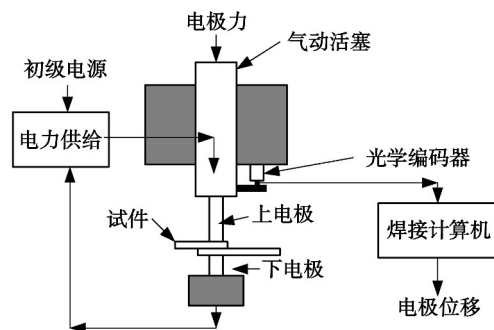 电极力
气动活塞
初级电源
电力供给
光学编码器
试件
上电极
焊接计算机
下电极
电极位移